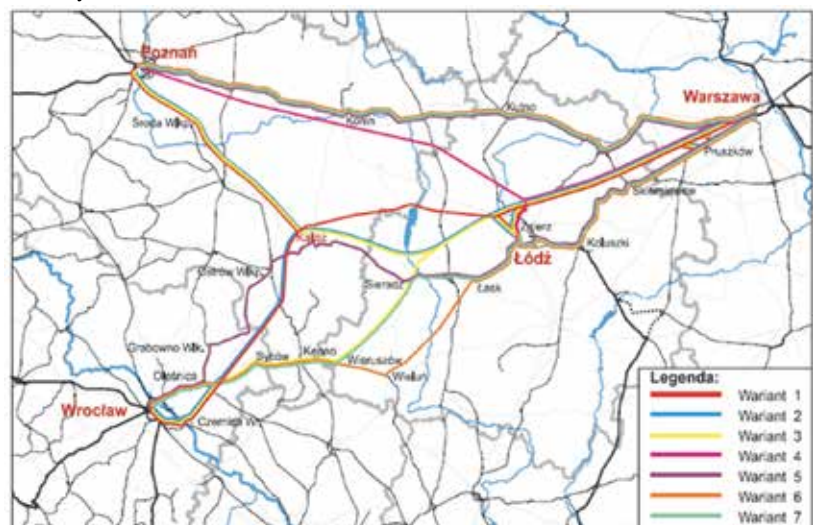 Poznań
Warszawa
Kutno
Konin
Środa Wlkp.
Pruszków
Skierniewice
Zgierz
Łódź
Koluszki
Ostrów Wlkp.
Sieradz
Łask
Grabowno Wlk.
Syców
Kępno
Wieruszów
Oleśnica
Wieluń
Wrocław
Czernica Wr.
Legenda:
Wariant 1
Wariant 2
Wariant 3
Wariant 4
Wariant 5
Wariant 6
Wariant 7